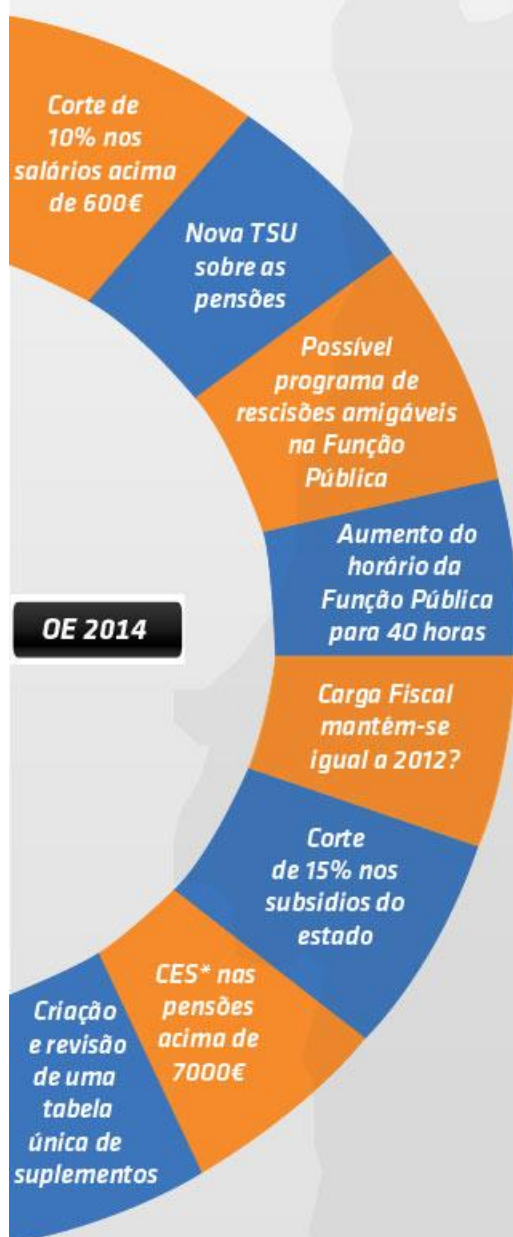 Corte de
10% nos
salários acima
de 600€
Nova TSU
sobre as
pensões
Possível
programa de
rescisões amigáveis
na Função
Pública
Aumento do
horário da
Função Pública
para 40 horas
OE 2014
Carga Fiscal
mantém-se
igual a 2012?
Corte
de 15% nos
subsidios do
estado
CES* nas
pensões
acima de
7000€
Criação
e revisão
de uma
tabela
única de
suplementos